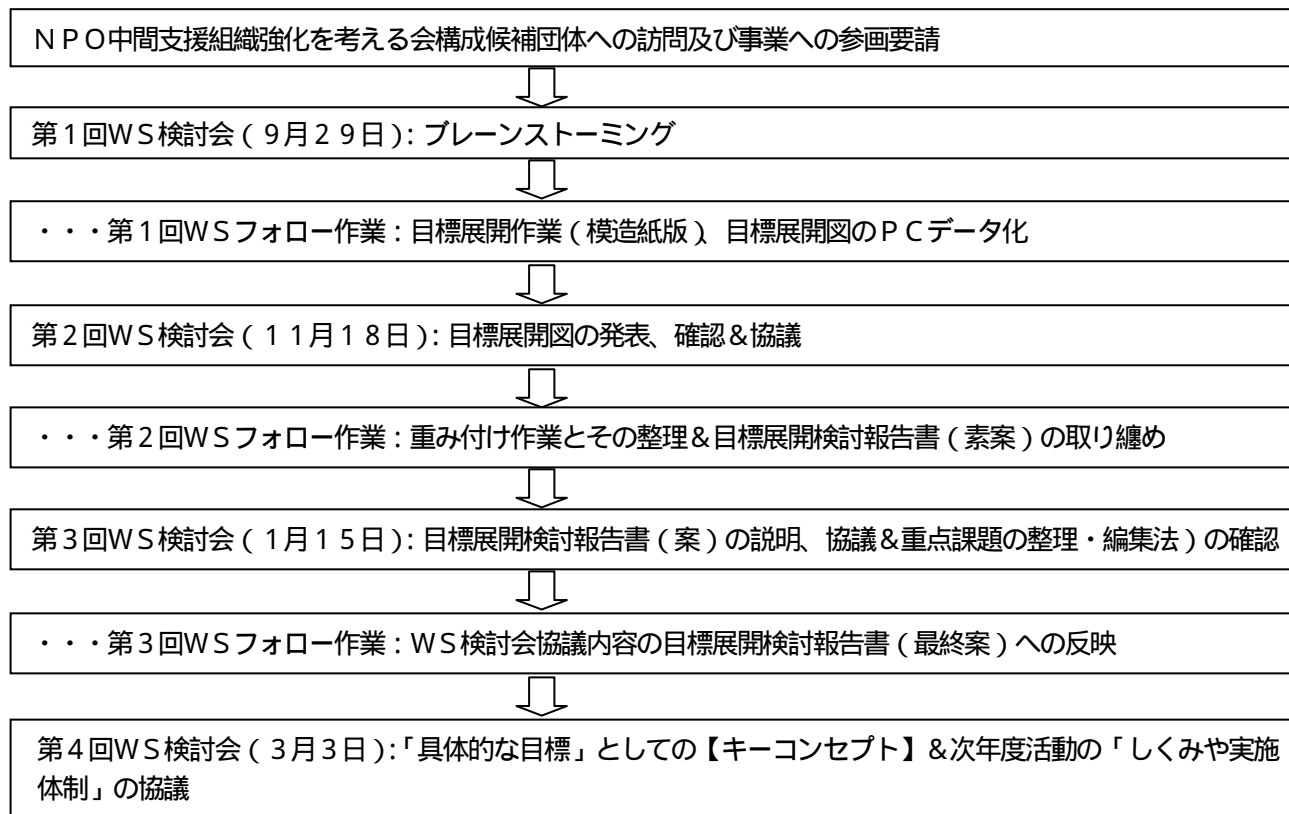 ＮＰＯ中間支援組織強化を考える会構成候補団体への訪問及び事業への参画要請
第１回ＷＳ検討会（９月２９日）：ブレーンストーミング
・・・第１回ＷＳフォロー作業：目標展開作業（模造紙版）、目標展開図のＰＣデータ化
第２回ＷＳ検討会（１１月１８日）：目標展開図の発表、確認＆協議
・・・第２回ＷＳフォロー作業：重み付け作業とその整理＆目標展開検討報告書（素案）の取り纏め
第３回ＷＳ検討会（１月１５日）：目標展開検討報告書（案）の説明、協議＆重点課題の整理・編集法）の確認
・・・第３回ＷＳフォロー作業：ＷＳ検討会協議内容の目標展開検討報告書（最終案）への反映
第４回ＷＳ検討会（３月３日）：「具体的な目標」としての【キーコンセプト】＆次年度活動の「しくみや実施
体制」の協議